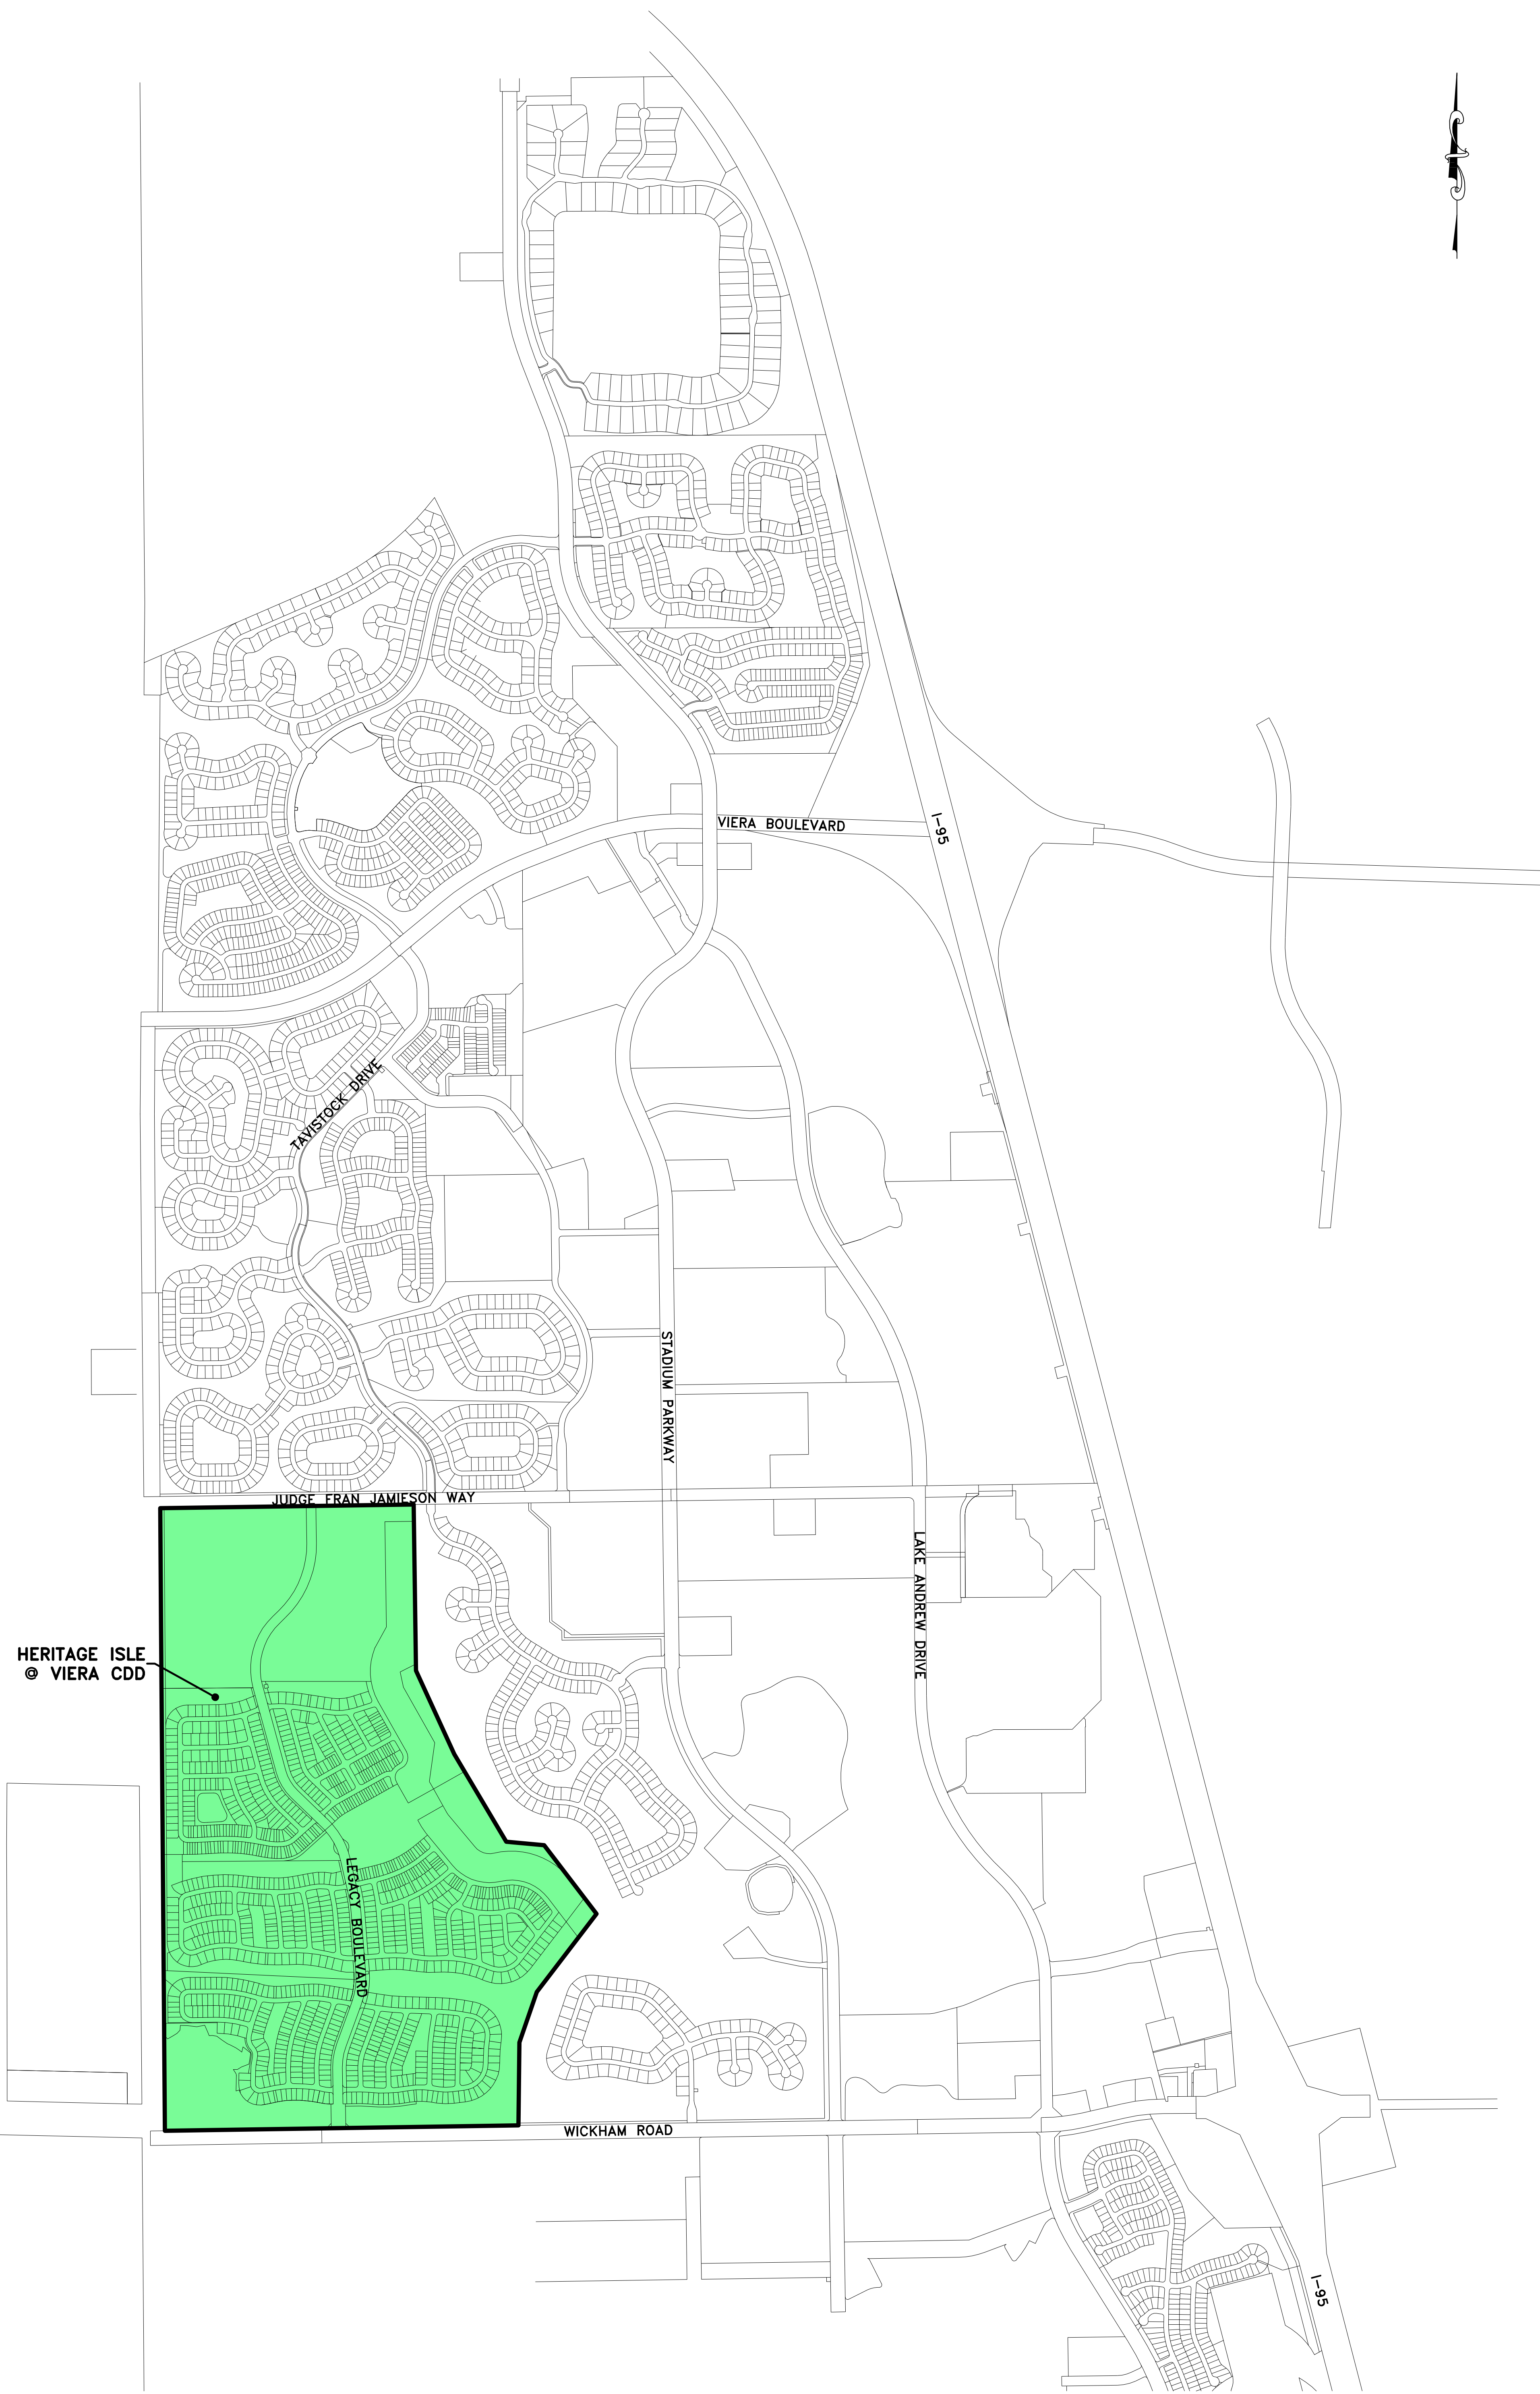 VIERA BOULEVARD
I-95
TAVISTOCK DRIVE
STADIUM PARKWAY
JUDGE FRAN JAMIESON WAY
LAKE ANDREW DRIVE
HERITAGE ISLE
@ VIERA CDD
LEGACY BOULEVARD
WICKHAM ROAD
I-95